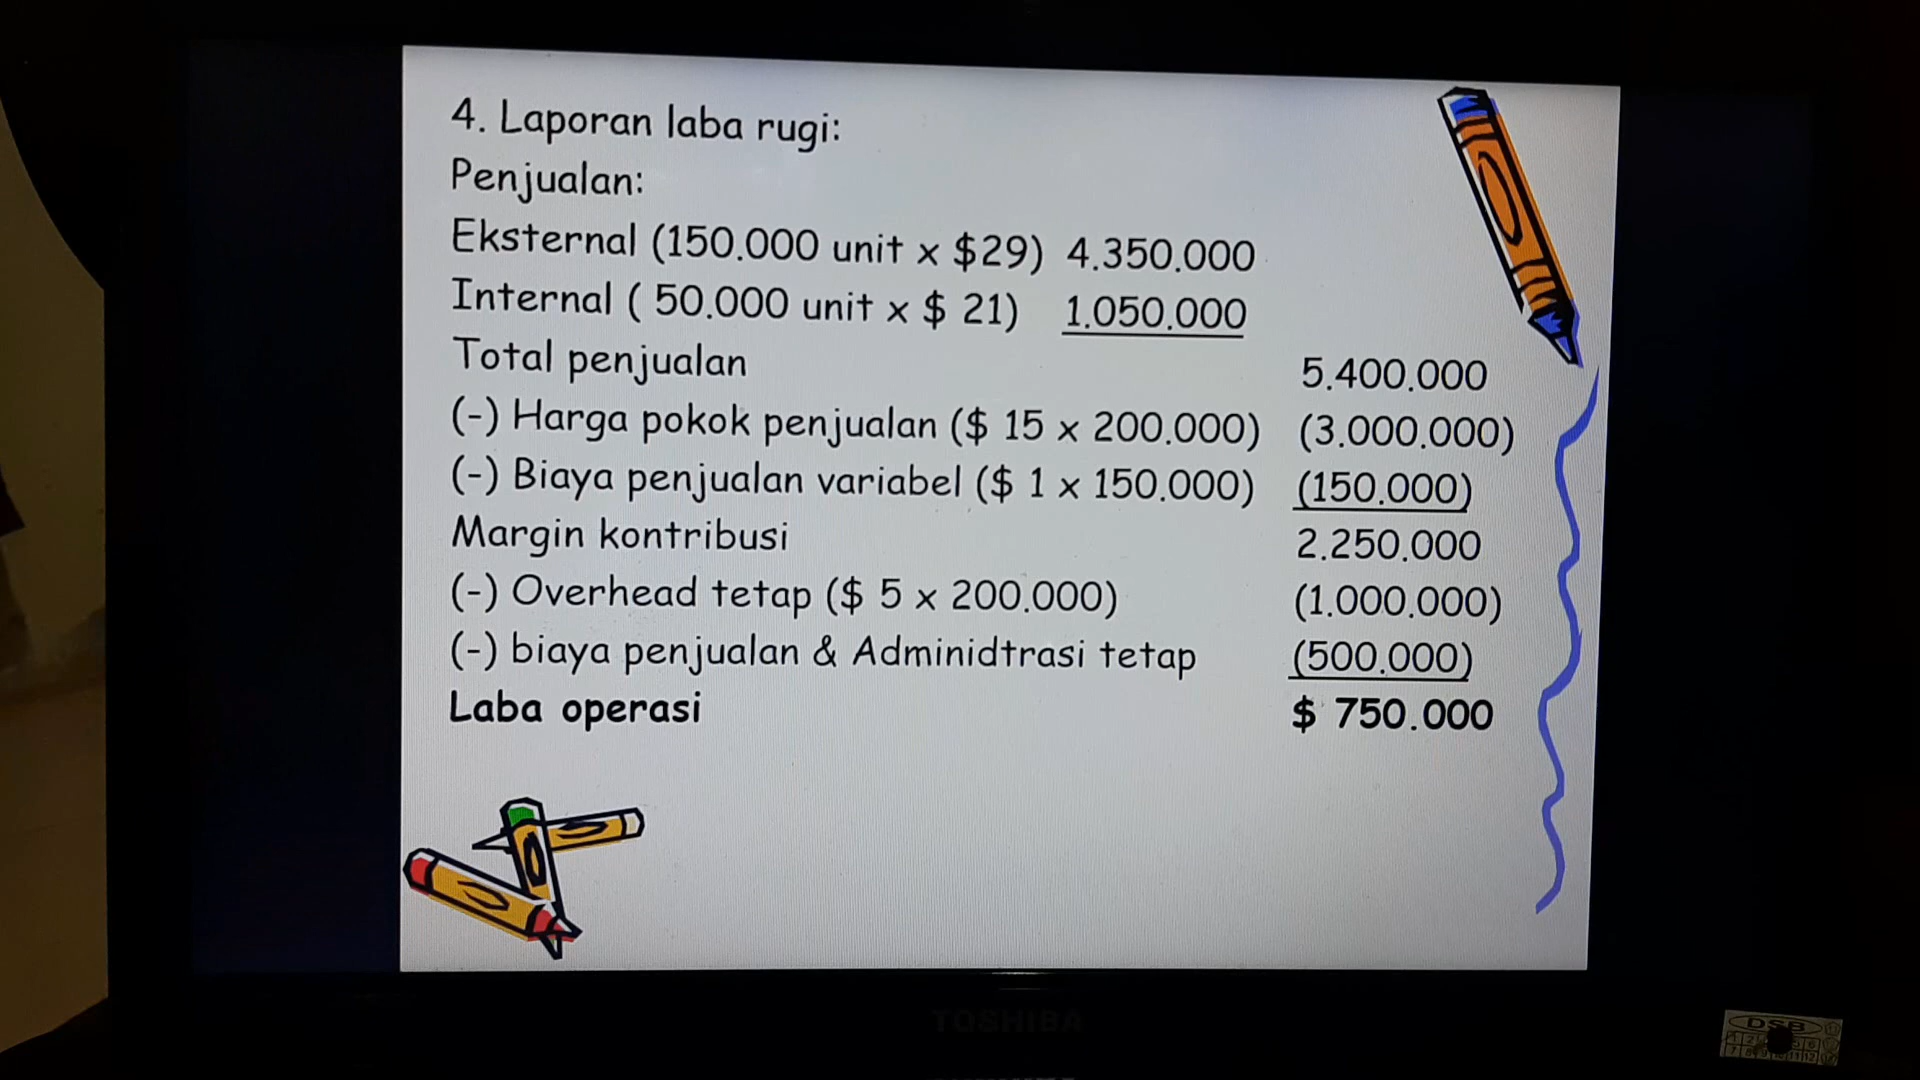 4. Laporan laba rugi:
Penjualan:
Eksternal (150.000 unit x $29) 4.350.000
Internal ( 50.000 unit x $ 21) 1.050.000
Total penjualan 5.400.000
(-) Harga pokok penjualan ($ 15 x 200.000) (3.000.000)
(-) Biaya penjualan variabel ($ 1 x 150.000) (150.000)
Margin kontribusi 2.250.000
(-) Overhead tetap ($ 5 x 200.000) (1.000.000)
(-) biaya penjualan & Adminidtrasi tetap (500.000)
Laba operasi $ 750.000
TOSHIBA
DSB